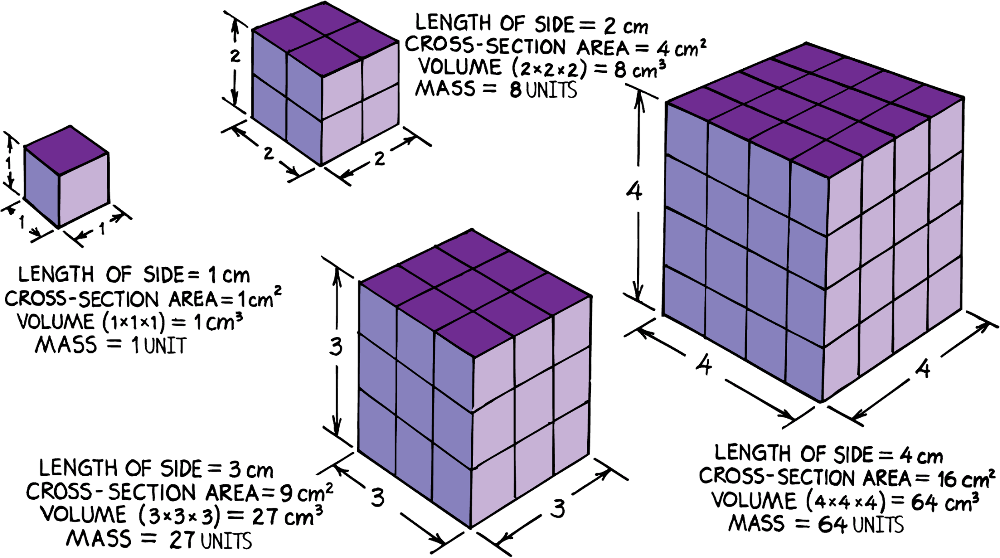 2
2
2
LENGTH OF SIDE = 2 cm
CROSS-SECTION AREA = 4 cm²
VOLUME (2×2×2) = 8 cm³
MASS = 8 UNITS
1
1
1
LENGTH OF SIDE = 1 cm
CROSS-SECTION AREA = 1 cm²
VOLUME (1×1×1) = 1 cm³
MASS = 1 UNIT
3
3
3
LENGTH OF SIDE = 3 cm
CROSS-SECTION AREA = 9 cm²
VOLUME (3×3×3) = 27 cm³
MASS = 27 UNITS
4
4
4
LENGTH OF SIDE = 4 cm
CROSS-SECTION AREA = 16 cm²
VOLUME (4×4×4) = 64 cm³
MASS = 64 UNITS